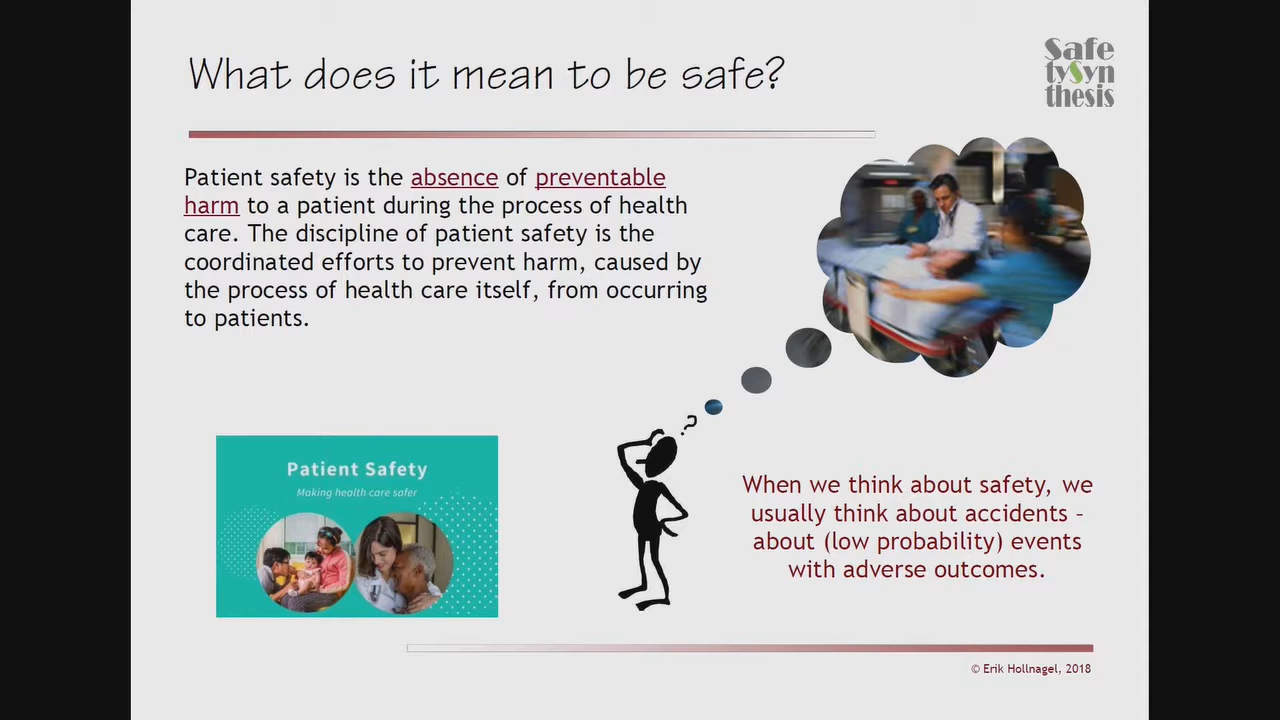 What does it mean to be safe?
Safe
tySyn
thesis
Patient safety is the absence of preventable
harm to a patient during the process of health
care. The discipline of patient safety is the
coordinated efforts to prevent harm, caused by
the process of health care itself, from occurring
to patients.
?
Patient Safety
Making health care safer
When we think about safety, we
usually think about accidents –
about (low probability) events
with adverse outcomes.
© Erik Hollnagel, 2018